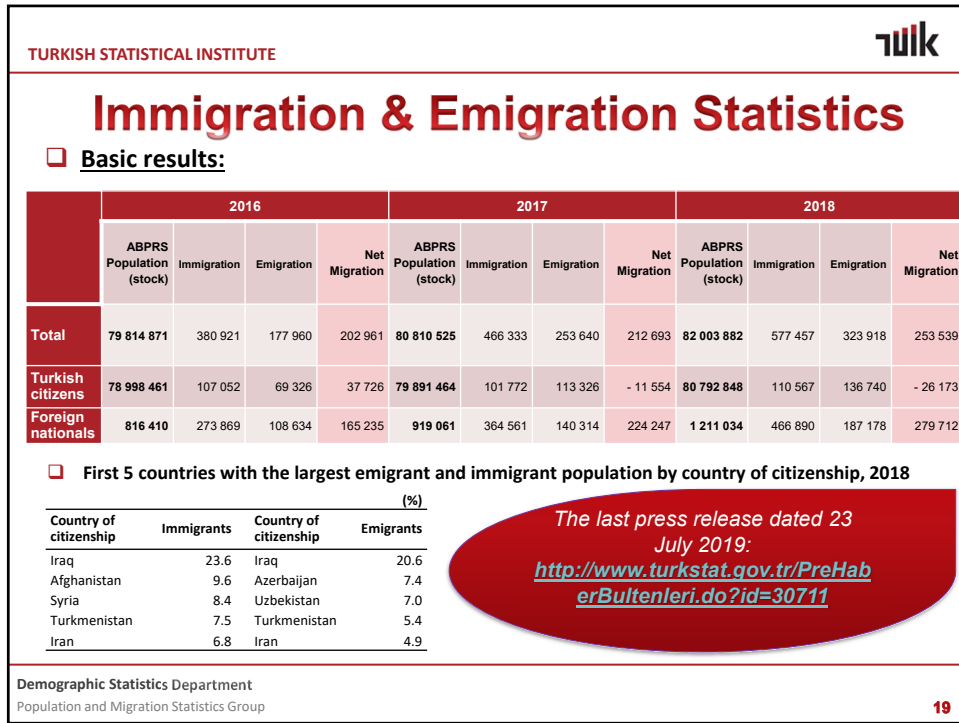 TURKISH STATISTICAL INSTITUTE
TUIK
Immigration & Emigration Statistics
Basic results:
2016 2017 2018
ABPRS Population (stock) Immigration Emigration Net Migration ABPRS Population (stock) Immigration Emigration Net Migration ABPRS Population (stock) Immigration Emigration Net Migration
Total 79 814 871 380 921 177 960 202 961 80 810 525 466 333 253 640 212 693 82 003 882 577 457 323 918 253 539
Turkish citizens 78 998 461 107 052 69 326 37 726 79 891 464 101 772 113 326 - 11 554 80 792 848 110 567 136 740 - 26 173
Foreign nationals 816 410 273 869 108 634 165 235 919 061 364 561 140 314 224 247 1 211 034 466 890 187 178 279 712
First 5 countries with the largest emigrant and immigrant population by country of citizenship, 2018
(%)
Country of citizenship Immigrants Country of citizenship Emigrants
Iraq 23.6 Iraq 20.6
Afghanistan 9.6 Azerbaijan 7.4
Syria 8.4 Uzbekistan 7.0
Turkmenistan 7.5 Turkmenistan 5.4
Iran 6.8 Iran 4.9
The last press release dated 23
July 2019:
http://www.turkstat.gov.tr/PreHab
erBultenleri.do?id=30711
Demographic Statistics Department
Population and Migration Statistics Group
19